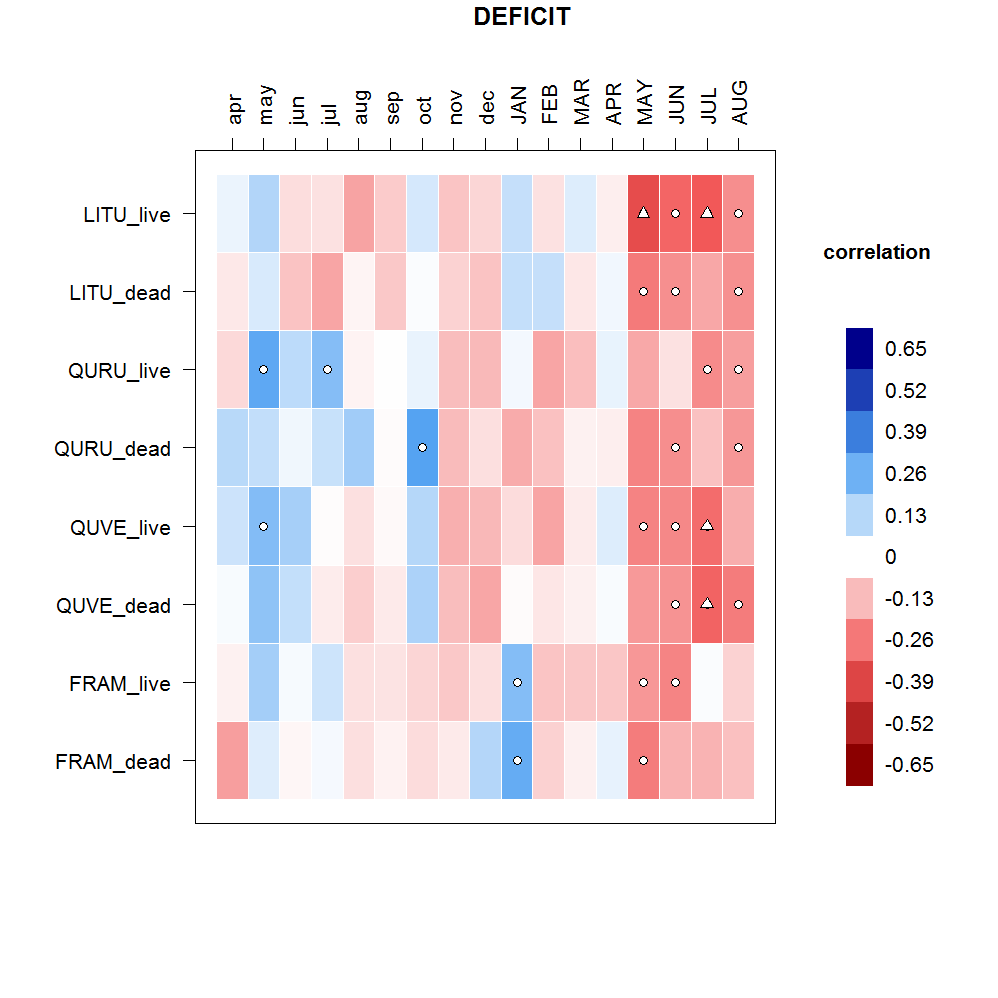 DEFICIT
apr may jun jul aug sep oct nov dec JAN FEB MAR APR MAY JUN JUL AUG
LITU_live
LITU_dead
QURU_live
QURU_dead
QUVE_live
QUVE_dead
FRAM_live
FRAM_dead
correlation
0.65
0.52
0.39
0.26
0.13
0
-0.13
-0.26
-0.39
-0.52
-0.65